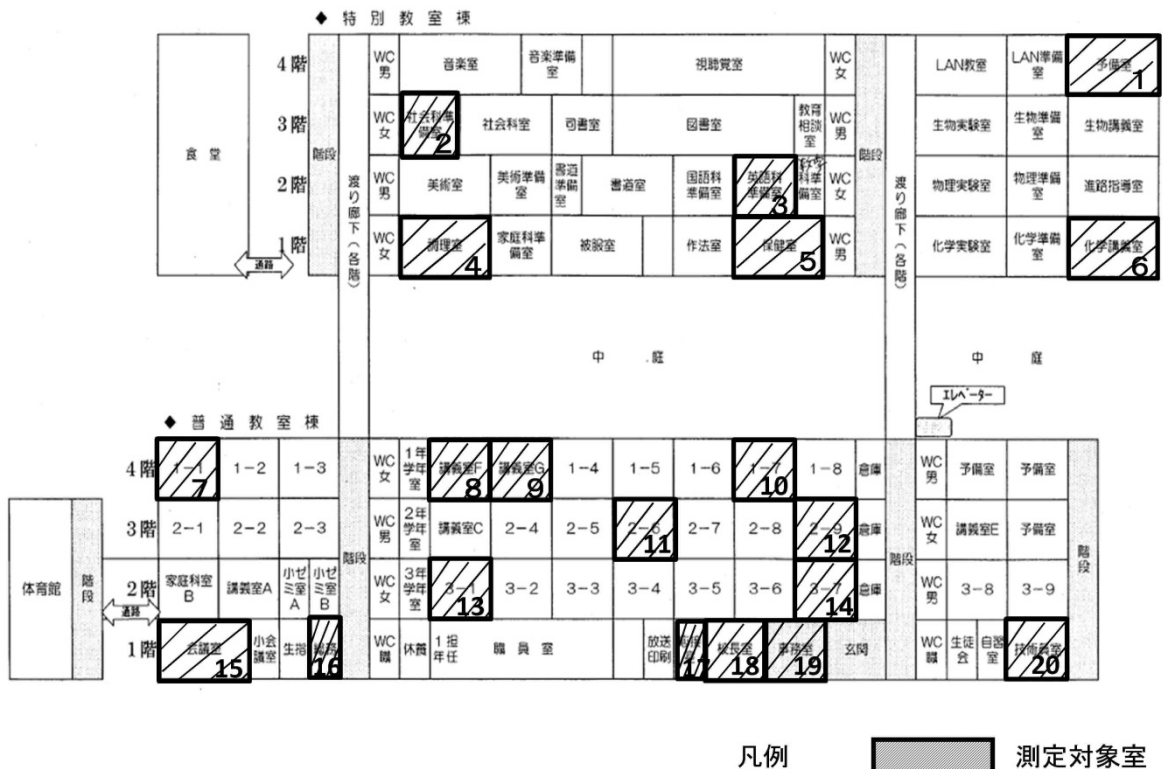 ◆ 特別教室棟
4階 WC男 音楽室 音楽準備室 視聴覚室 WC女 LAN教室 LAN準備室 予備室 1
3階 WC女 社会科準備室 2 社会科室 司書室 図書室 教育相談室 WC男 生物実験室 生物準備室 生物講義室
食堂 階段 階段
2階 WC男 美術室 美術準備室 書道準備室 書道室 国語科準備室 英語科準備室 3 科準備室 WC女 物理実験室 物理準備室 進路指導室
渡り廊下(各階) 渡り廊下(各階)
1階 WC女 調理室 4 家庭科準備室 被服室 作法室 保健室 5 WC男 化学実験室 化学準備室 化学講義室 6
通路
中庭 中庭
エレベーター
◆ 普通教室棟
4階 1-1 7 1-2 1-3 WC女 1年学年室 講義室F 8 講義室G 9 1-4 1-5 1-6 1-7 10 1-8 倉庫 WC男 予備室 予備室
3階 2-1 2-2 2-3 WC男 2年学年室 講義室C 2-4 2-5 2-6 11 2-7 2-8 2-9 12 倉庫 WC女 講義室E 予備室
階段 階段 階段
体育館 階段 2階 家庭科室B 講義室A 小ゼミ室A 小ゼミ室B WC女 3年学年室 3-1 13 3-2 3-3 3-4 3-5 3-6 3-7 14 倉庫 WC男 3-8 3-9
通路
1階 会議室 15 小会議室 生指 16 WC職 休養 1担年任 職員室 放送印刷 17 校長室 18 事務室 19 玄関 WC職 生徒会 自習室 技術員室 20
凡例 測定対象室